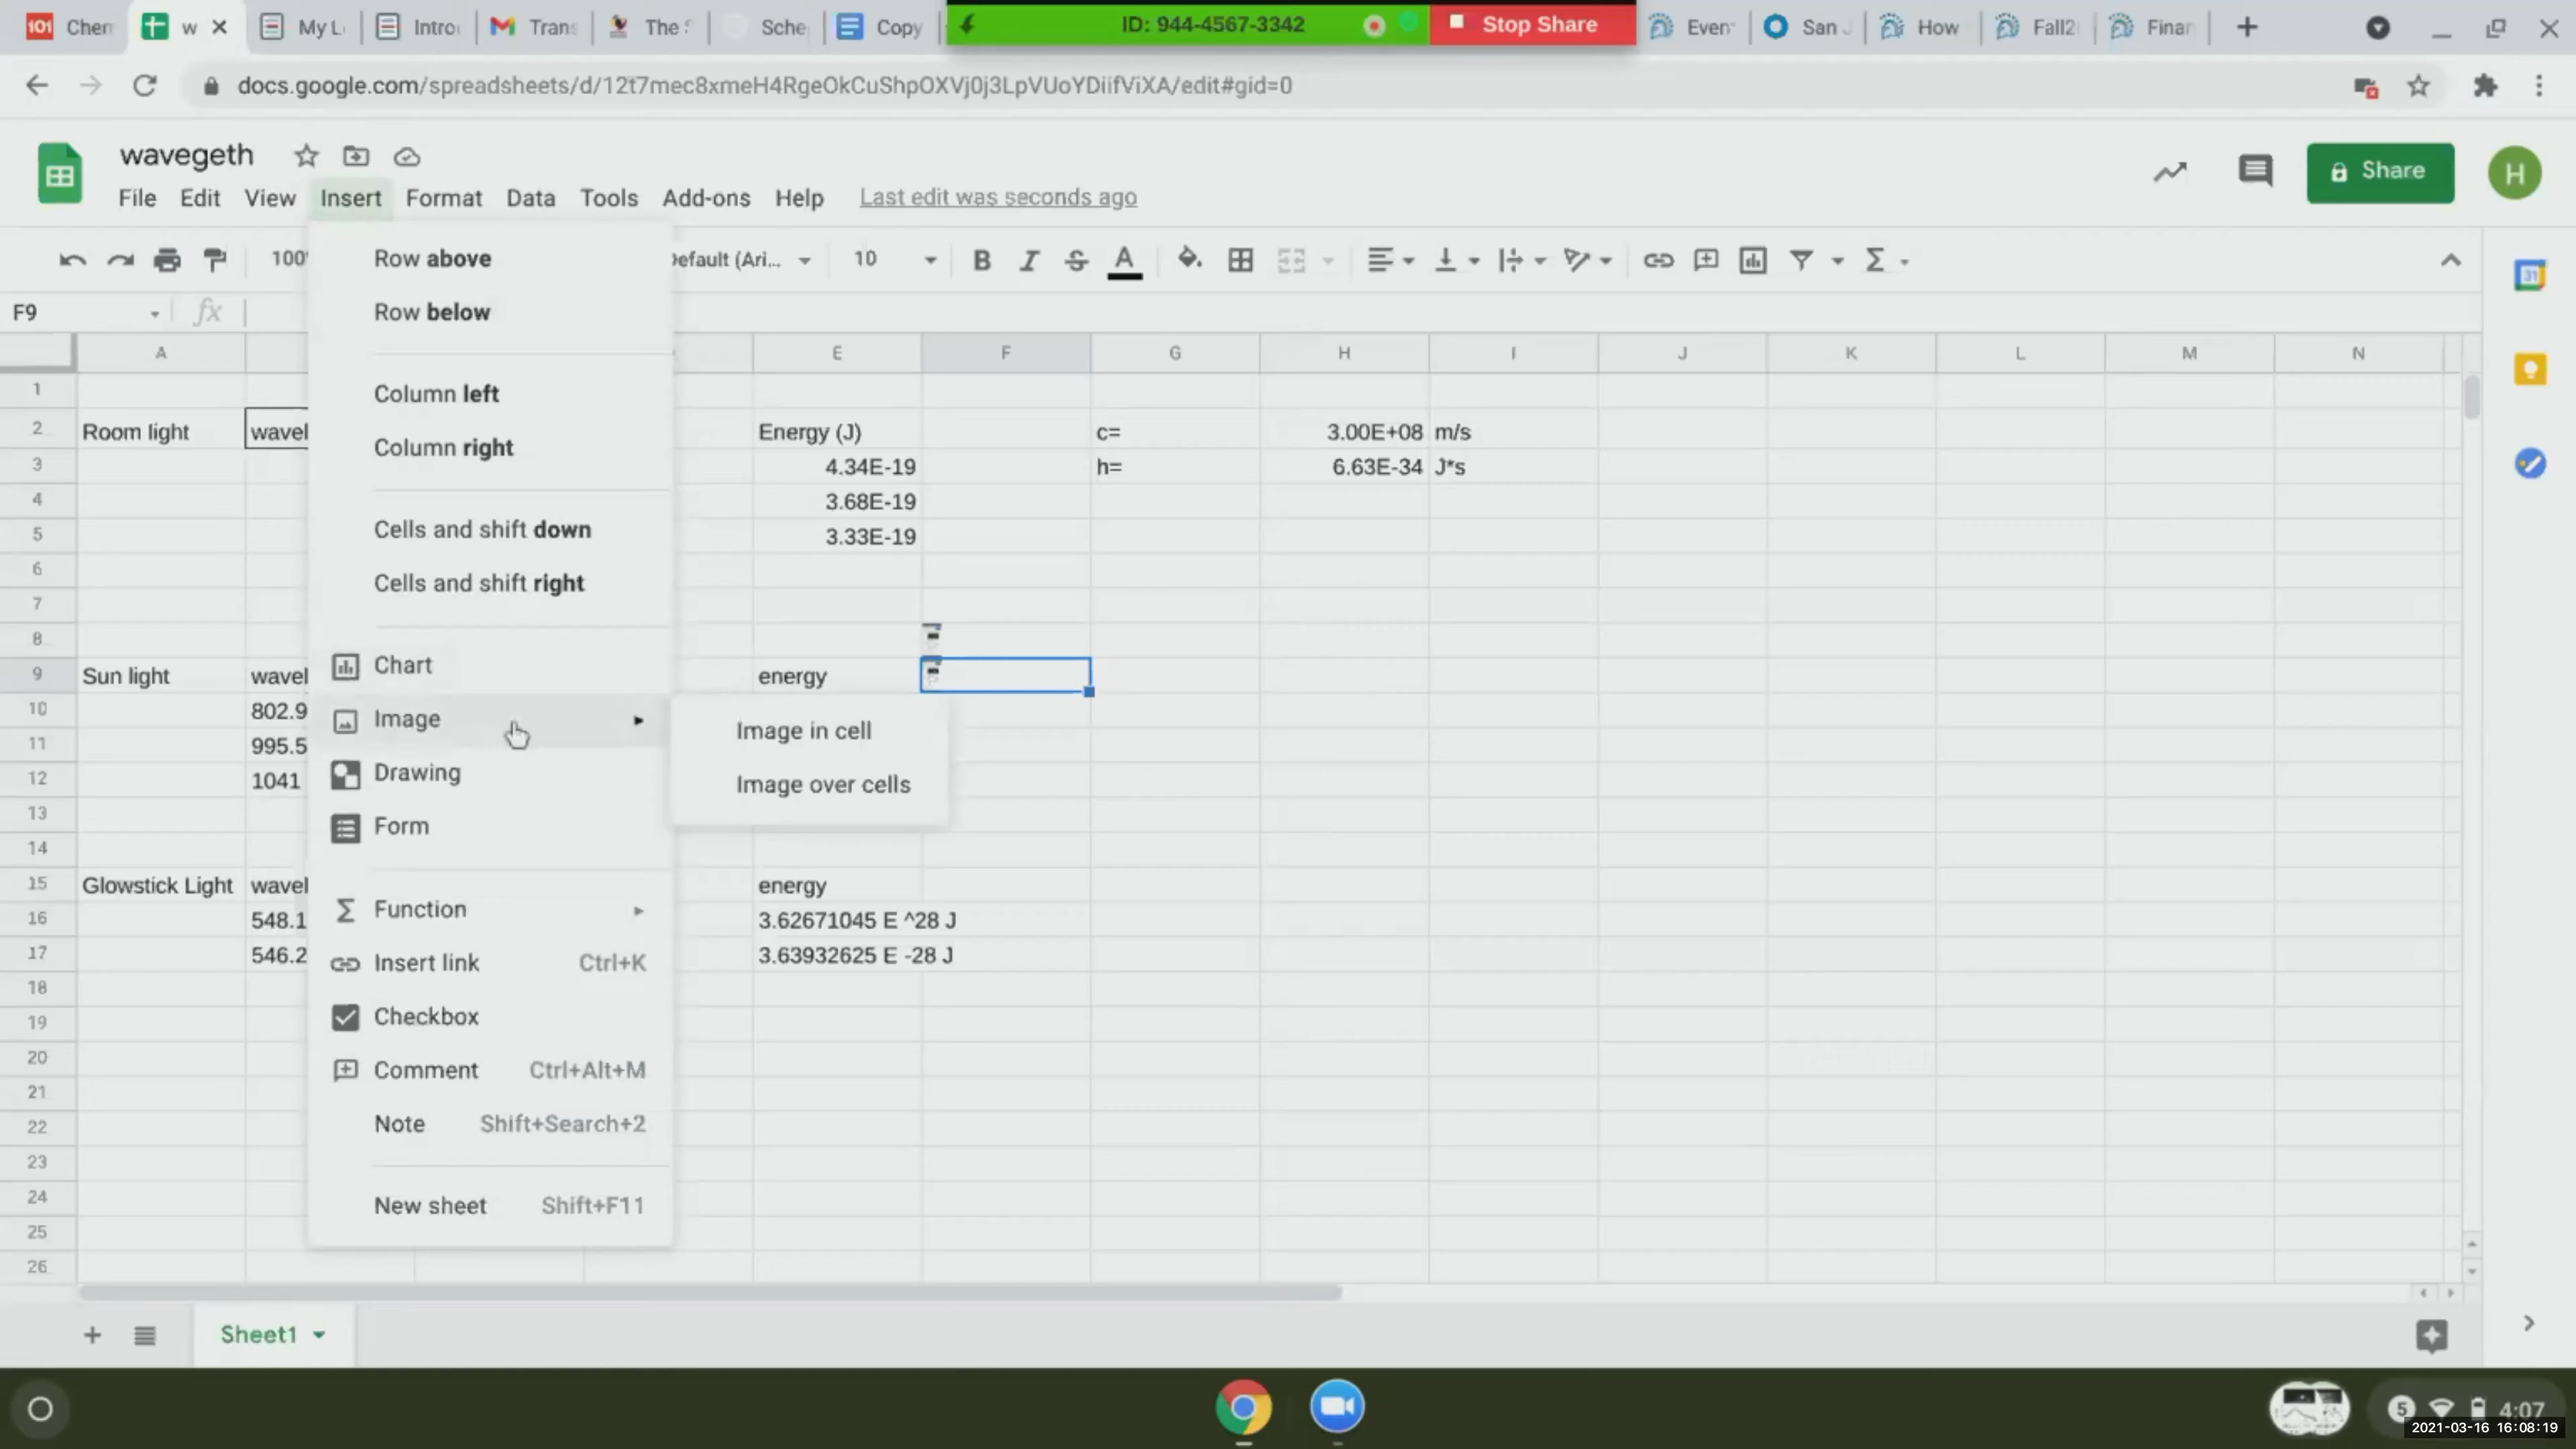 101 Chem w My L Intro Trans The Sche Copy ID: 944-4567-3342 Stop Share Even San J How Fall2 Finan
docs.google.com/spreadsheets/d/12t7mec8xmeH4RgeOkCuShpOXVj0j3LpVUoYDiifViXA/edit#gid=0
wavegeth
Share H
File Edit View Insert Format Data Tools Add-ons Help Last edit was seconds ago
100% Default (Ari... 10 B I S A
F9 fx
A E F G H I J K L M N
1
2 Room light wavel Energy (J) c= 3.00E+08 m/s
3 4.34E-19 h= 6.63E-34 J*s
4 3.68E-19
5 3.33E-19
6
7
8
9 Sun light wavel energy
10 802.9
11 995.5
12 1041
13
14
15 Glowstick Light wavel energy
16 548.1 3.62671045 E ^28 J
17 546.2 3.63932625 E -28 J
18
19
20
21
22
23
24
25
26
Row above
Row below
Column left
Column right
Cells and shift down
Cells and shift right
Chart
Image
Drawing
Form
Function
Insert link Ctrl+K
Checkbox
Comment Ctrl+Alt+M
Note Shift+Search+2
New sheet Shift+F11
Image in cell
Image over cells
31
Sheet1
5 4:07
2021-03-16 16:08:19